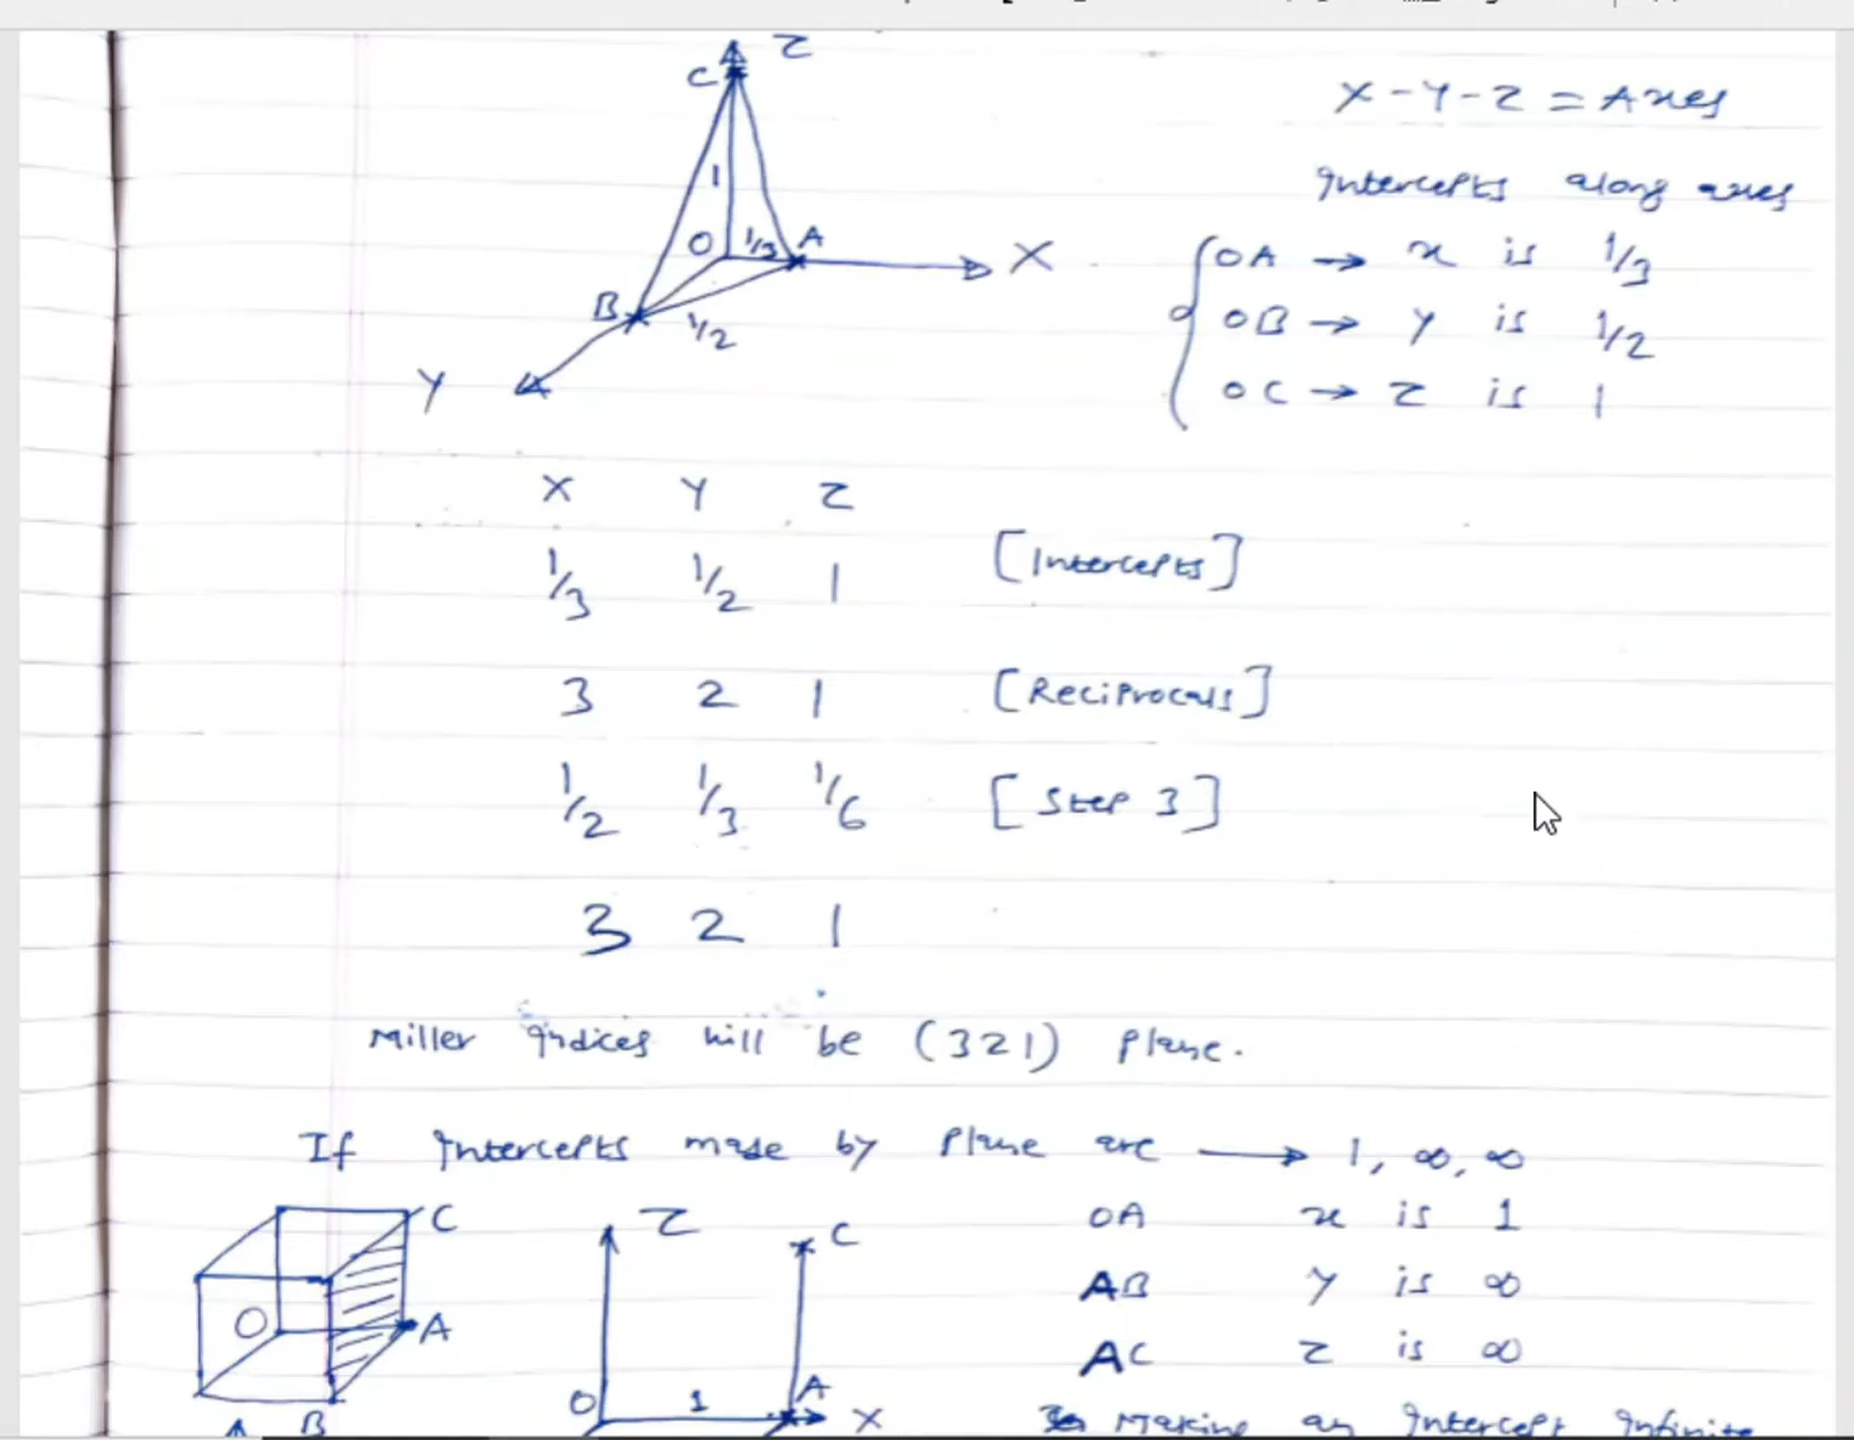 Z
C
X-Y-Z = Axes
Intercepts along axes
1
O 1/3 A X
OA → x is 1/3
B 1/2
OB → Y is 1/2
Y
OC → Z is 1
X Y Z
1/3 1/2 1 [Intercepts]
3 2 1 [Reciprocals]
1/2 1/3 1/6 [Step 3]
3 2 1
Miller Indices will be (321) plane.
If Intercepts made by Plane are → 1, ∞, ∞
C Z C
OA x is 1
AB Y is ∞
O A
AC Z is ∞
O 1 A X
B
Making an Intercept Infinite